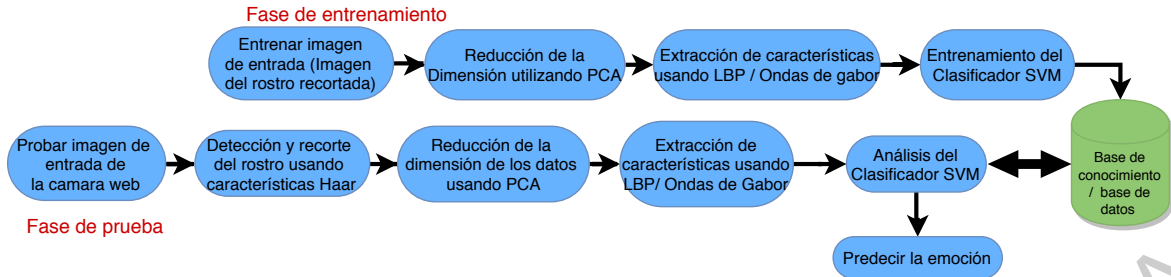 Fase de entrenamiento
Entrenar imagen
de entrada (Imagen
del rostro recortada)
Reducción de la
Dimensión utilizando PCA
Extracción de características
usando LBP / Ondas de gabor
Entrenamiento del
Clasificador SVM
Probar imagen de
entrada de
la camara web
Detección y recorte
del rostro usando
características Haar
Reducción de la
dimensión de los datos
usando PCA
Extracción de
características usando
LBP/ Ondas de Gabor
Análisis del
Clasificador SVM
Base de
conocimiento
/ base de
datos
Fase de prueba
Predecir la emoción